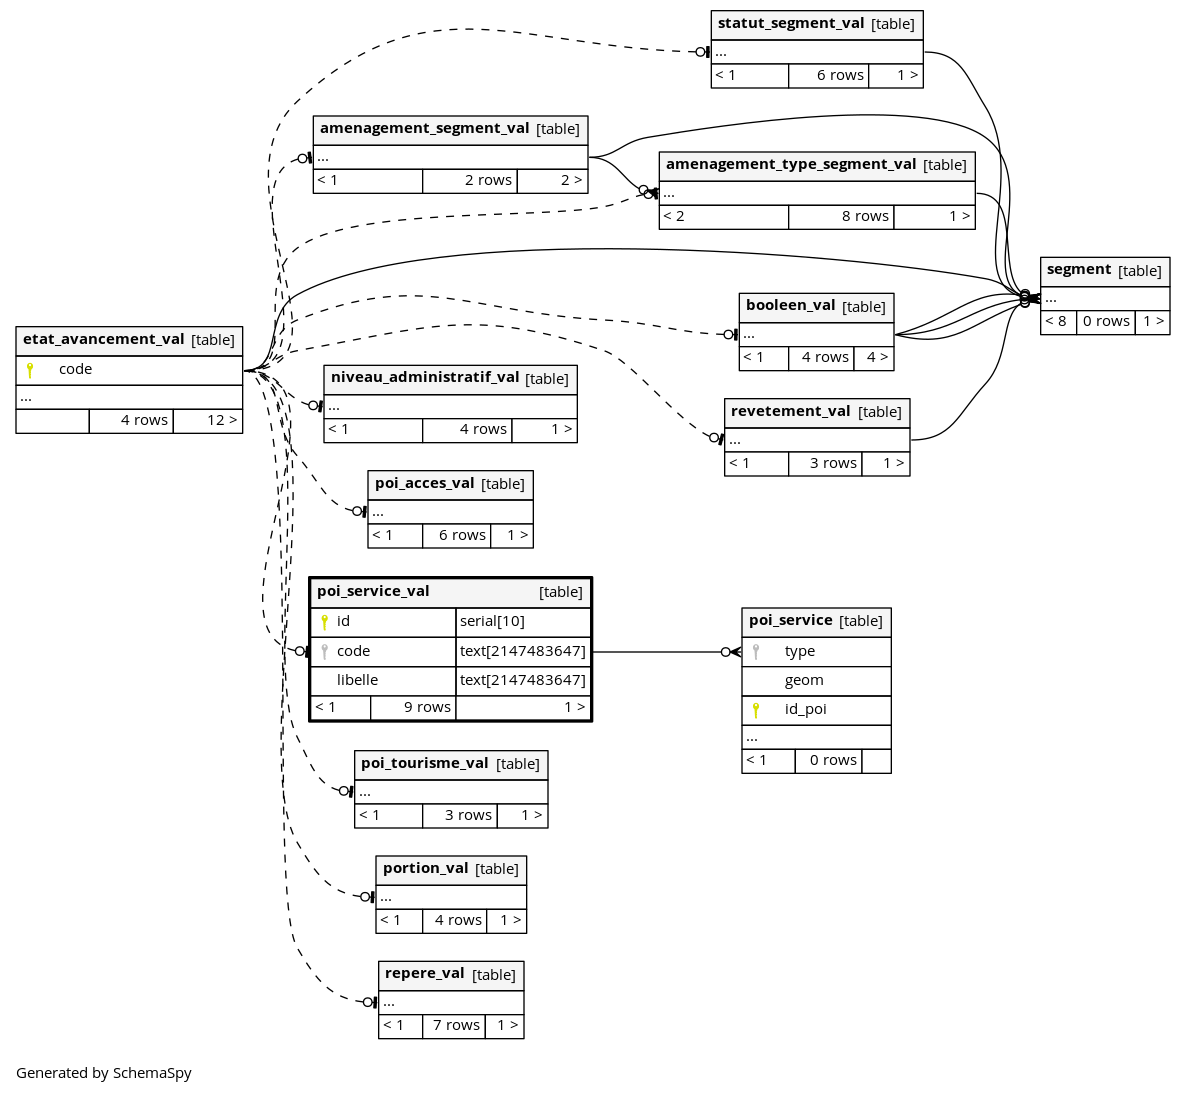 statut_segment_val [table]
...
< 1 6 rows 1 >
amenagement_segment_val [table]
...
< 1 2 rows 2 >
amenagement_type_segment_val [table]
...
< 2 8 rows 1 >
segment [table]
...
< 8 0 rows 1 >
booleen_val [table]
...
< 1 4 rows 4 >
etat_avancement_val [table]
code
...
4 rows 12 >
niveau_administratif_val [table]
...
< 1 4 rows 1 >
revetement_val [table]
...
< 1 3 rows 1 >
poi_acces_val [table]
...
< 1 6 rows 1 >
poi_service_val [table]
id serial[10]
code text[2147483647]
libelle text[2147483647]
< 1 9 rows 1 >
poi_service [table]
type
geom
id_poi
...
< 1 0 rows
poi_tourisme_val [table]
...
< 1 3 rows 1 >
portion_val [table]
...
< 1 4 rows 1 >
repere_val [table]
...
< 1 7 rows 1 >
Generated by SchemaSpy